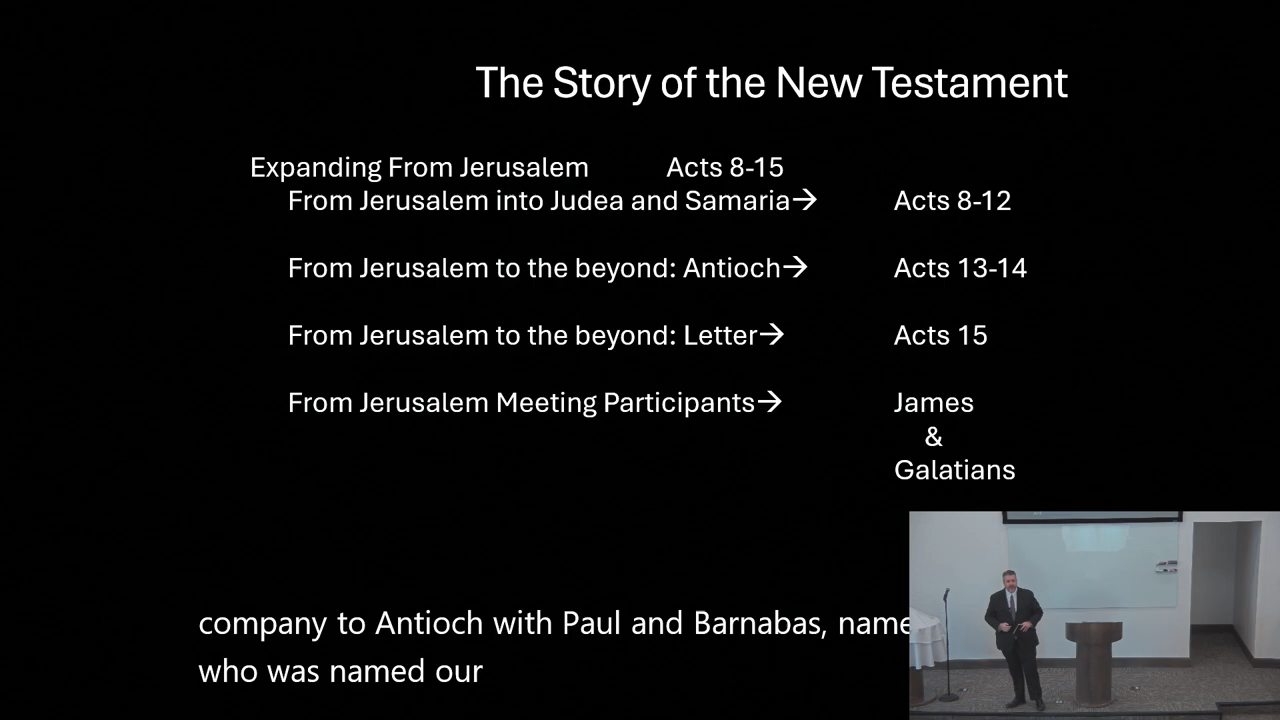 The Story of the New Testament
Expanding From Jerusalem Acts 8-15
From Jerusalem into Judea and Samaria→ Acts 8-12
From Jerusalem to the beyond: Antioch→ Acts 13-14
From Jerusalem to the beyond: Letter→ Acts 15
From Jerusalem Meeting Participants→ James
&
Galatians
company to Antioch with Paul and Barnabas, name
who was named our